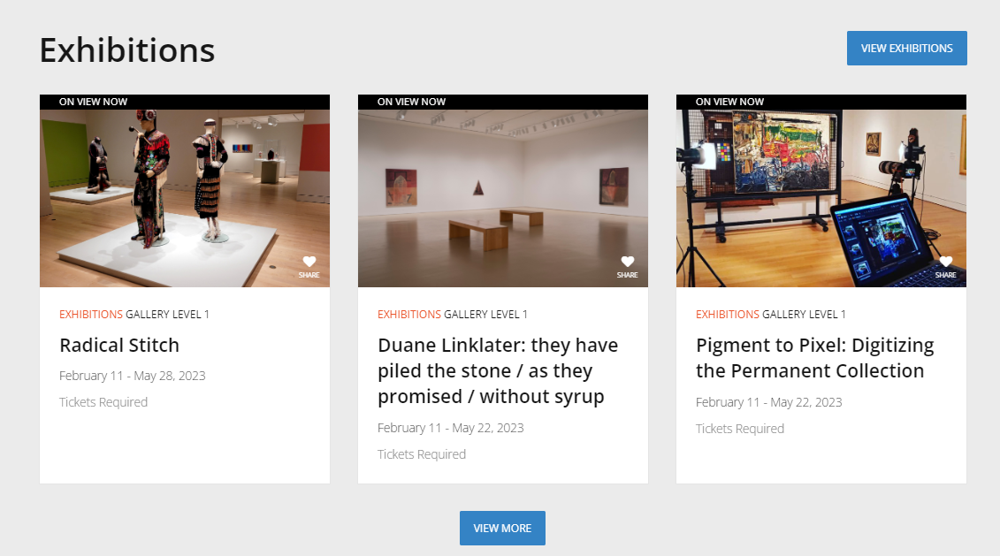 Exhibitions
VIEW EXHIBITIONS
ON VIEW NOW
SHARE
EXHIBITIONS GALLERY LEVEL 1
Radical Stitch
February 11 - May 28, 2023
Tickets Required
ON VIEW NOW
SHARE
EXHIBITIONS GALLERY LEVEL 1
Duane Linklater: they have
piled the stone / as they
promised / without syrup
February 11 - May 22, 2023
Tickets Required
ON VIEW NOW
SHARE
EXHIBITIONS GALLERY LEVEL 1
Pigment to Pixel: Digitizing
the Permanent Collection
February 11 - May 22, 2023
Tickets Required
VIEW MORE